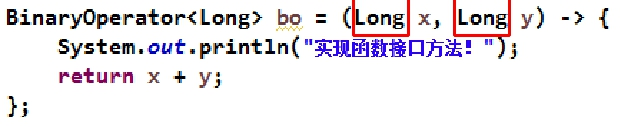 BinaryOperator<Long> bo = (Long x, Long y) -> {
    System.out.println("实现函数接口方法！");
    return x + y;
};